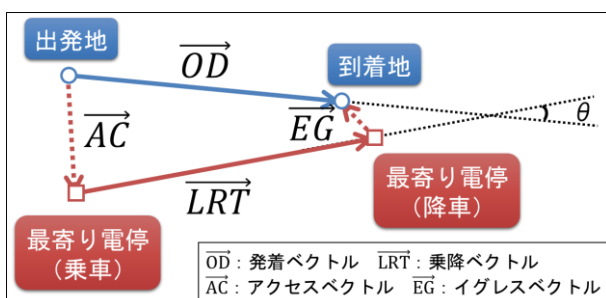 出発地
OD
到着地
AC
EG
θ
LRT
最寄り電停
(乗車)
最寄り電停
(降車)
OD：発着ベクトル LRT：乗降ベクトル
AC：アクセスベクトル EG：イグレスベクトル